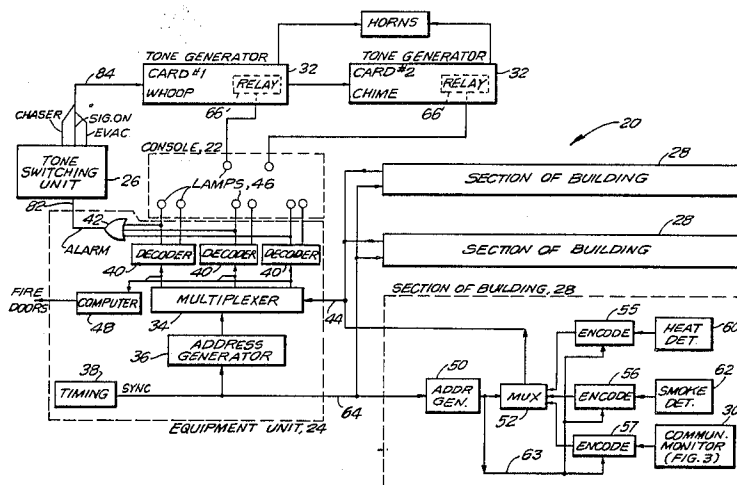 HORNS
TONE GENERATOR
TONE GENERATOR
84
CARD #1
WHOOP
RELAY
32
CARD #2
CHIME
RELAY
32
66'
66'
CHASER
SIG.ON
EVAC
20
CONSOLE, 22
TONE
SWITCHING
UNIT
26
28
SECTION OF BUILDING
LAMPS, 46
82
42
28
SECTION OF BUILDING
ALARM
DECODER
DECODER
DECODER
40
40
40
SECTION OF BUILDING, 28
FIRE
DOORS
COMPUTER
48
MULTIPLEXER
34
44
55
ENCODE
HEAT
DET.
60
36
ADDRESS
GENERATOR
50
ADDR
GEN.
MUX
52
56
ENCODE
SMOKE
DET.
62
38
TIMING
SYNC
64
57
ENCODE
COMMUN.
MONITOR
(FIG. 3)
30
EQUIPMENT UNIT, 24
63